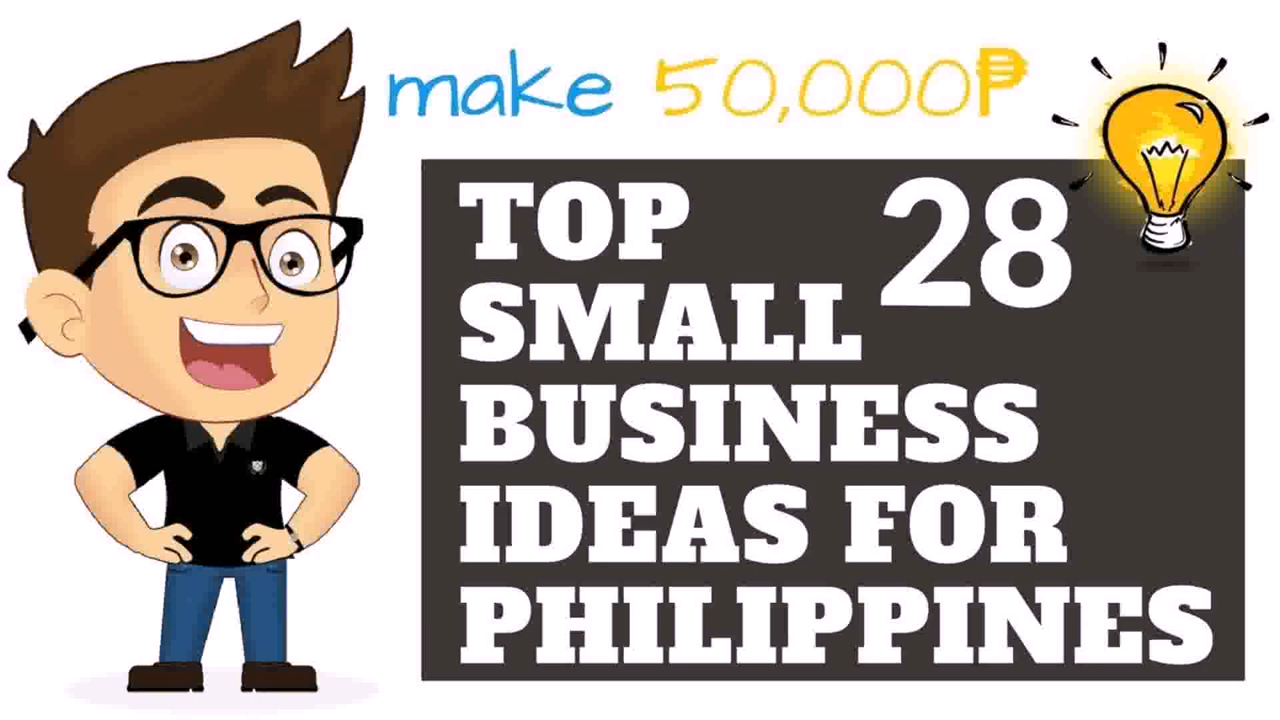 make 50,000₱
TOP 28
SMALL
BUSINESS
IDEAS FOR
PHILIPPINES